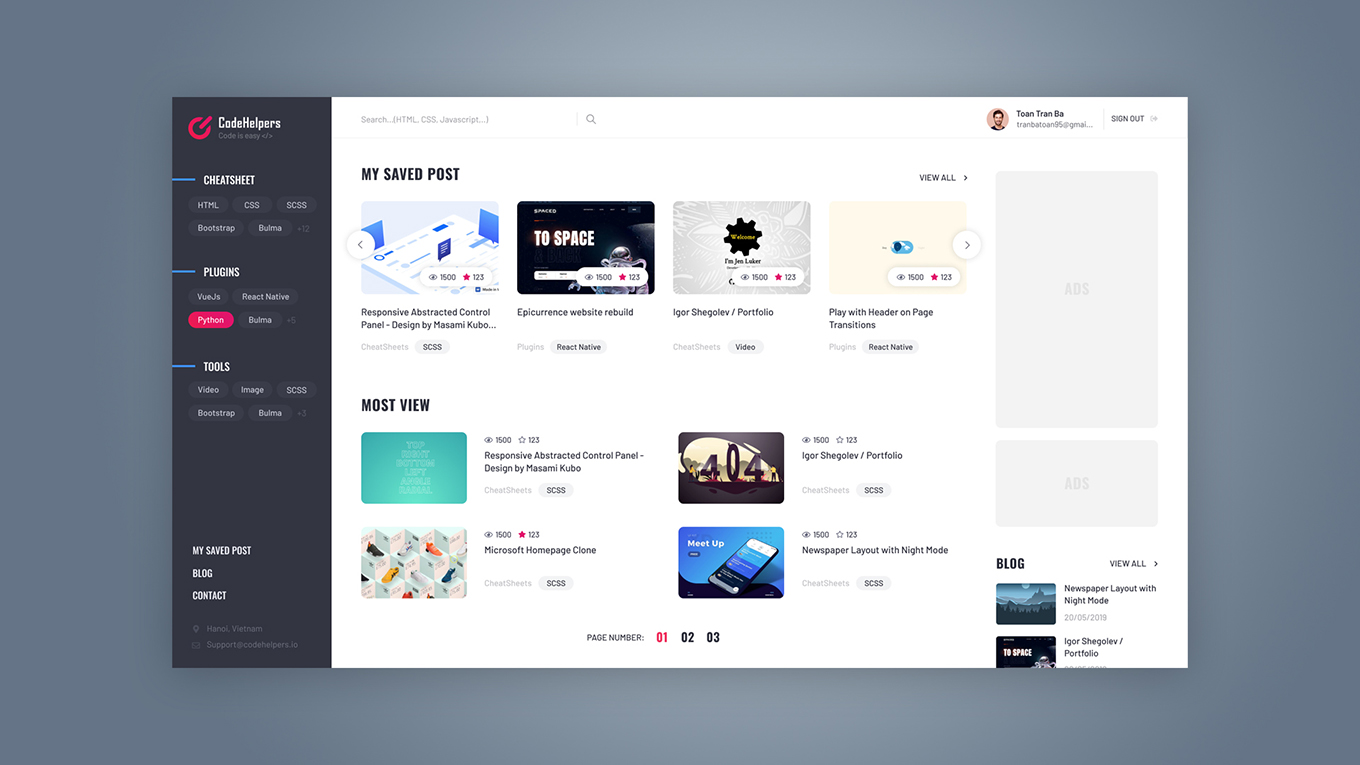 CodeHelpers
Code is easy </>
CHEATSHEET
HTML
CSS
SCSS
Bootstrap
Bulma
+12
PLUGINS
VueJs
React Native
Python
Bulma
+5
TOOLS
Video
Image
SCSS
Bootstrap
Bulma
+3
MY SAVED POST
BLOG
CONTACT
Hanoi, Vietnam
Support@codehelpers.io
Search...(HTML, CSS, Javascript...)
Toan Tran Ba
tranbatoan95@gmai...
SIGN OUT
MY SAVED POST
VIEW ALL
1500
123
Responsive Abstracted Control
Panel - Design by Masami Kubo...
CheatSheets
SCSS
SPACED
TO SPACE
1500
123
Epicurrence website rebuild
Plugins
React Native
Welcome
I'm Jen Luker
1500
123
Igor Shegolev / Portfolio
CheatSheets
Video
1500
123
Play with Header on Page
Transitions
Plugins
React Native
MOST VIEW
TOP
RIGHT
BOTTOM
LEFT
ANGLE
RADIAL
1500
123
Responsive Abstracted Control Panel -
Design by Masami Kubo
CheatSheets
SCSS
404
1500
123
Igor Shegolev / Portfolio
CheatSheets
SCSS
1500
123
Microsoft Homepage Clone
CheatSheets
SCSS
Meet Up
1500
123
Newspaper Layout with Night Mode
CheatSheets
SCSS
PAGE NUMBER:
01
02
03
ADS
ADS
BLOG
VIEW ALL
Newspaper Layout with
Night Mode
20/05/2019
TO SPACE
Igor Shegolev /
Portfolio